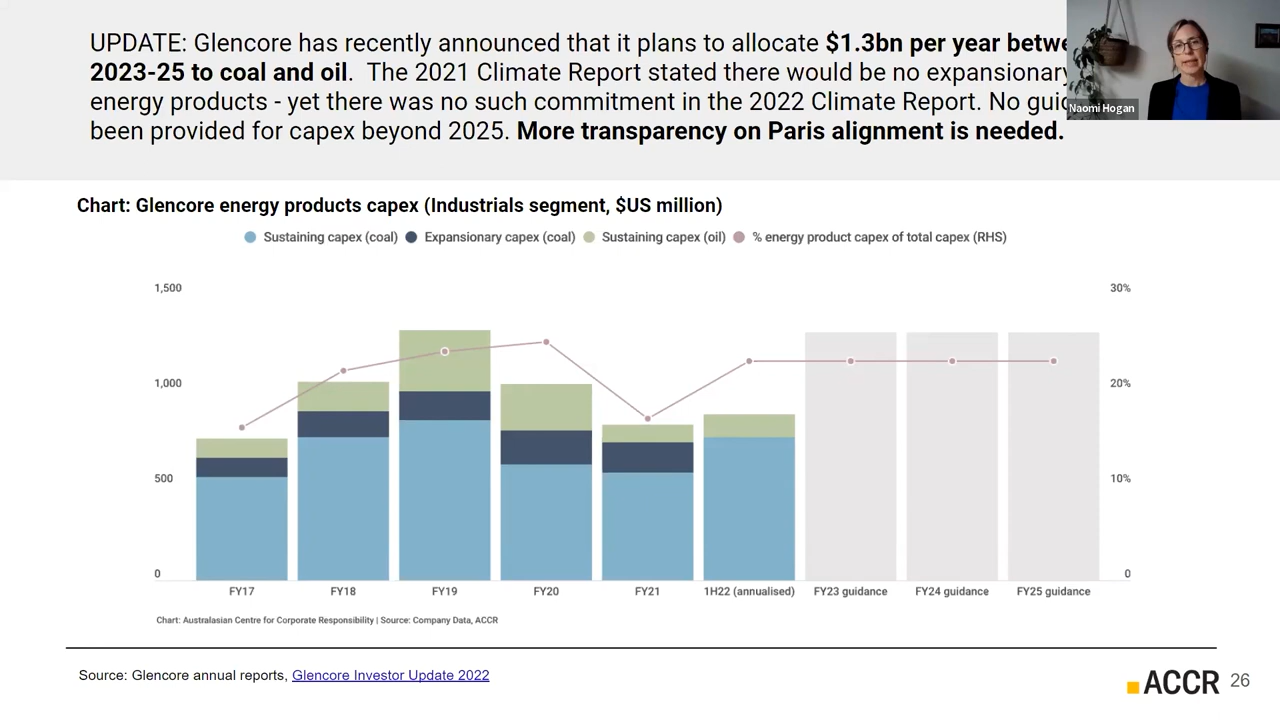 UPDATE: Glencore has recently announced that it plans to allocate $1.3bn per year
2023-25 to coal and oil. The 2021 Climate Report stated there would be no expansionary
energy products - yet there was no such commitment in the 2022 Climate Report. No
been provided for capex beyond 2025. More transparency on Paris alignment is needed.
Naomi Hogan
Chart: Glencore energy products capex (Industrials segment, $US million)
Sustaining capex (coal) Expansionary capex (coal) Sustaining capex (oil) % energy product capex of total capex (RHS)
1,500 30%
1,000 20%
500 10%
0 0
FY17 FY18 FY19 FY20 FY21 1H22 (annualised) FY23 guidance FY24 guidance FY25 guidance
Chart: Australasian Centre for Corporate Responsibility | Source: Company Data, ACCR
Source: Glencore annual reports, Glencore Investor Update 2022
ACCR 26